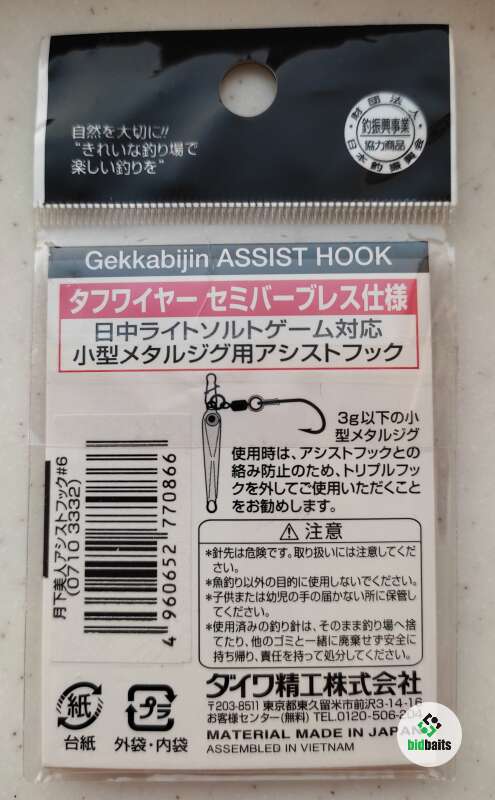 自然を大切に!!
"きれいな釣り場で
楽しい釣りを"
財団法人
釣振興事業
協力商品
日本釣振興会
Gekkabijin ASSIST HOOK
タフワイヤー セミバーブレス仕様
日中ライトソルトゲーム対応
小型メタルジグ用アシストフック
3g以下の小
型メタルジグ
使用時は、アシストフックとの
絡み防止のため、トリプルフッ
クを外してご使用いただくこと
をお勧めします。
月下美人アシストフック#6
(0710 3332)
4 960652 770866
⚠注意
*針先は危険です。取り扱いには注意してくだ
さい。
*魚釣り以外の目的に使用しないでください。
*子供または幼児の手の届かない所に保管し
てください。
*使用済みの釣り針は、そのまま釣り場へ捨
てたり、他のゴミと一緒に廃棄せず安全に
持ち帰り、責任を持って処分してください。
紙
台紙
プラ
外袋・内袋
ダイワ精工株式会社
〒203-8511 東京都東久留米市前沢3-14-16
お客様センター(無料) TEL.0120-506-204
MATERIAL MADE IN JAPAN
ASSEMBLED IN VIETNAM
bidbaits